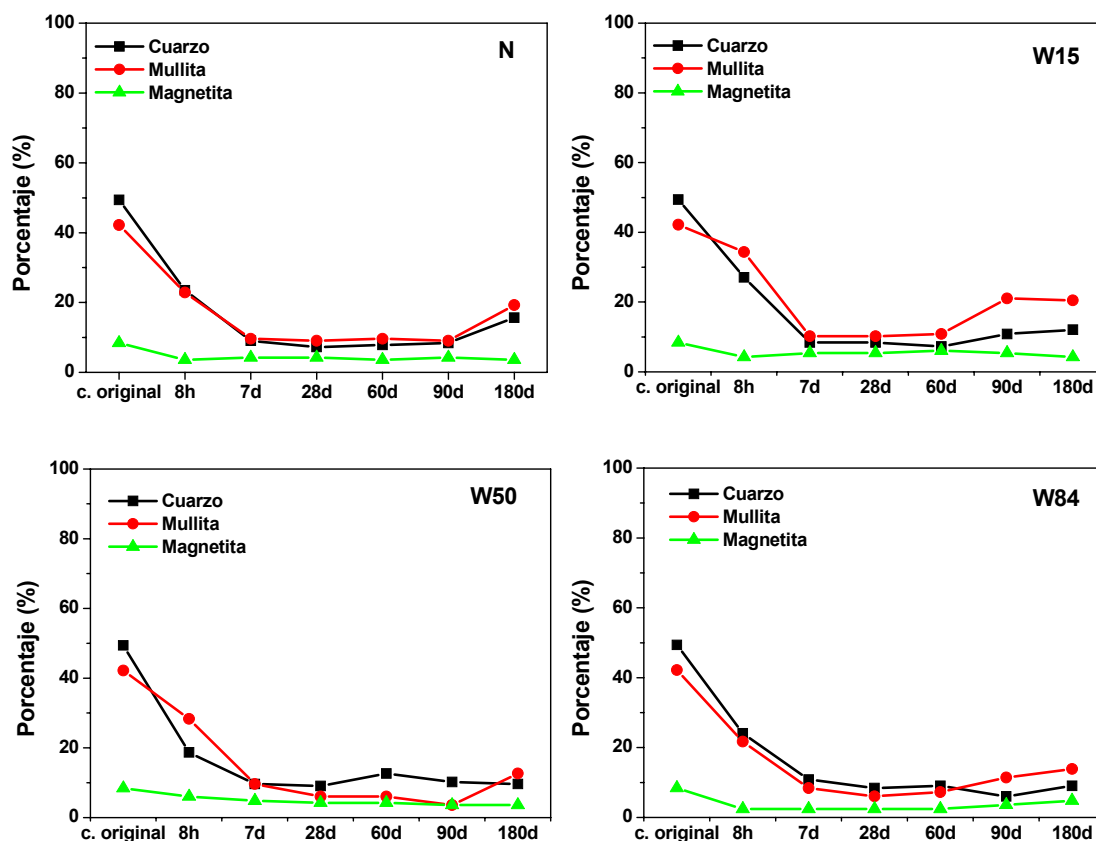 N
Cuarzo
Mullita
Magnetita
Porcentaje (%)
100
80
60
40
20
0
c. original 8h 7d 28d 60d 90d 180d
W15
Cuarzo
Mullita
Magnetita
Porcentaje (%)
100
80
60
40
20
0
c. original 8h 7d 28d 60d 90d 180d
W50
Cuarzo
Mullita
Magnetita
Porcentaje (%)
100
80
60
40
20
0
c. original 8h 7d 28d 60d 90d 180d
W84
Cuarzo
Mullita
Magnetita
Porcentaje (%)
100
80
60
40
20
0
c. original 8h 7d 28d 60d 90d 180d